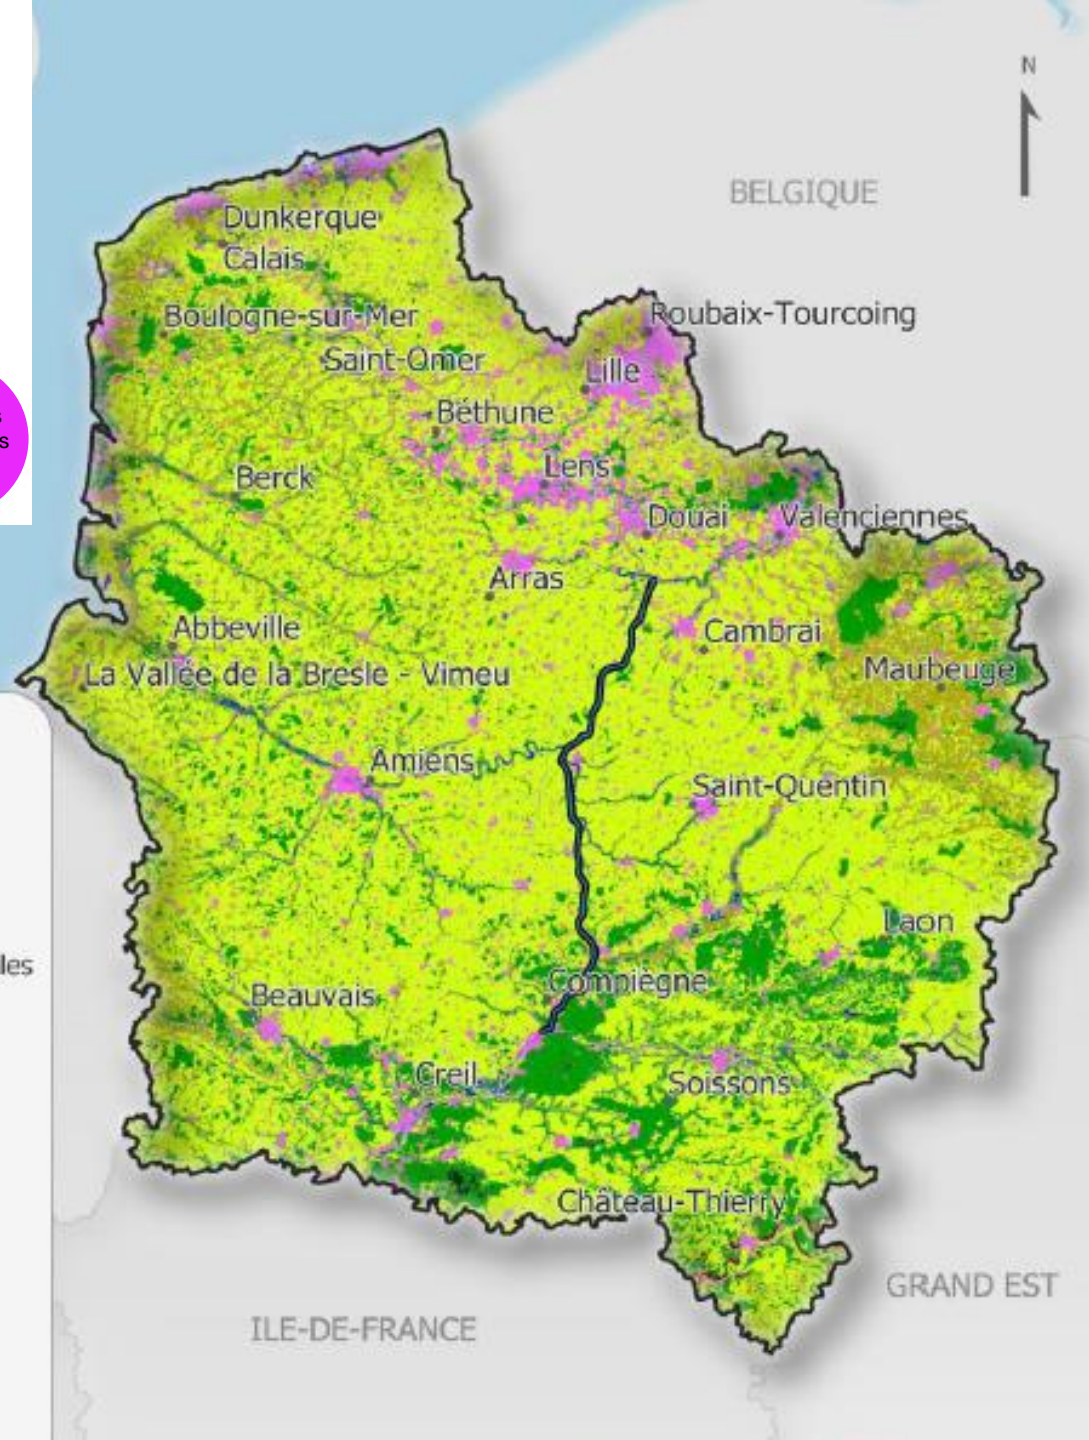 N
BELGIQUE
Dunkerque
Calais
Boulogne-sur-Mer
Roubaix-Tourcoing
Saint-Omer
Lille
Béthune
Lens
Berck
Douai
Valenciennes
Arras
Abbeville
Cambrai
La Vallée de la Bresle - Vimeu
Maubeuge
Amiens
Saint-Quentin
Laon
les
Compiègne
Beauvais
Creil
Soissons
Château-Thierry
GRAND EST
ILE-DE-FRANCE